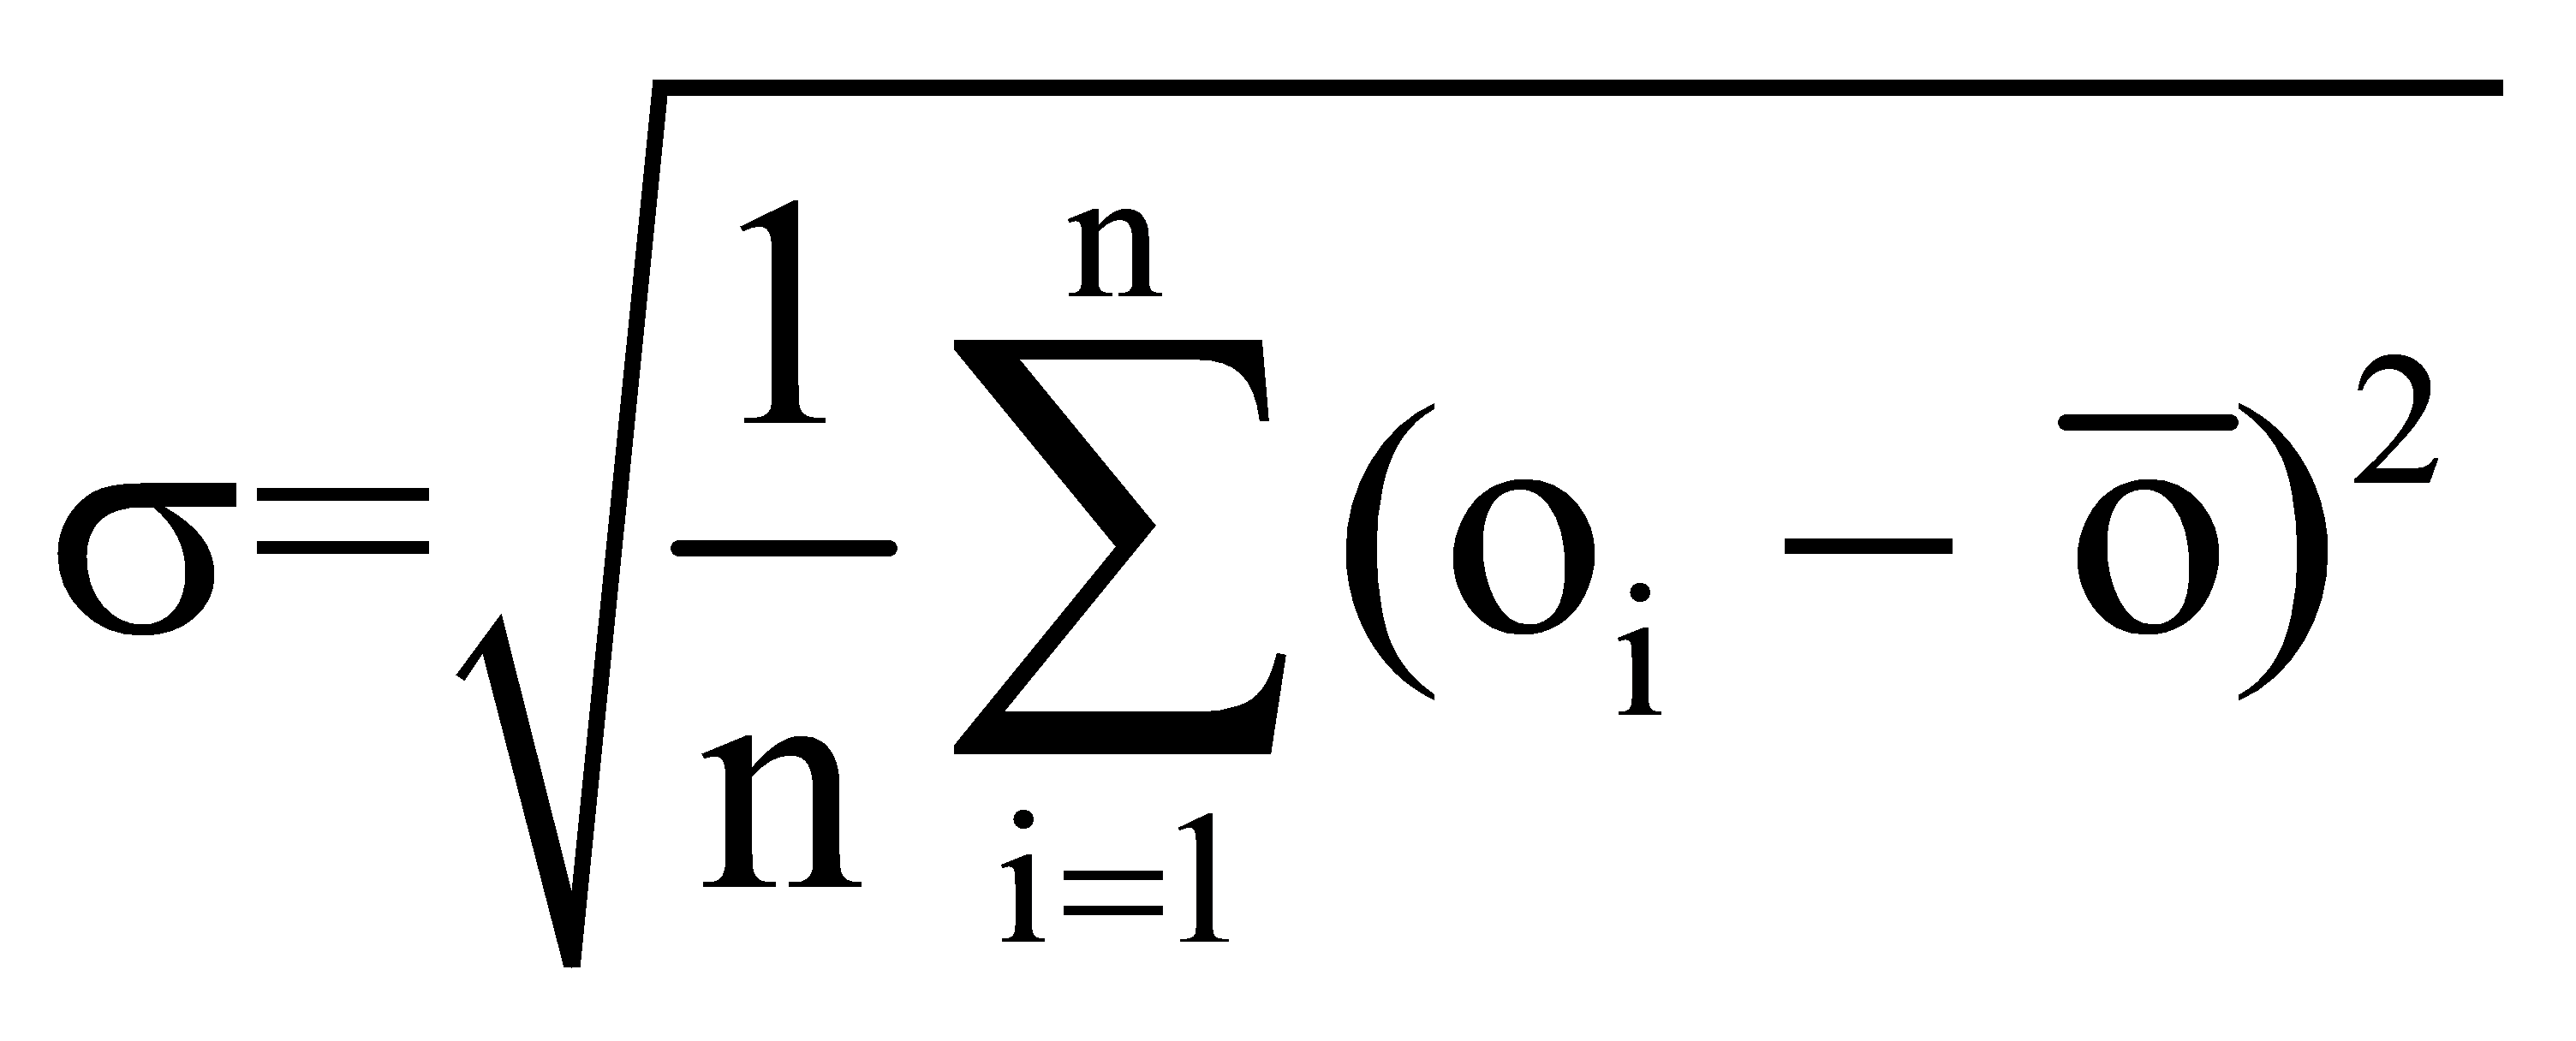 σ=√(1/n ∑_{i=1}^{n} (o_i − o̅)²)